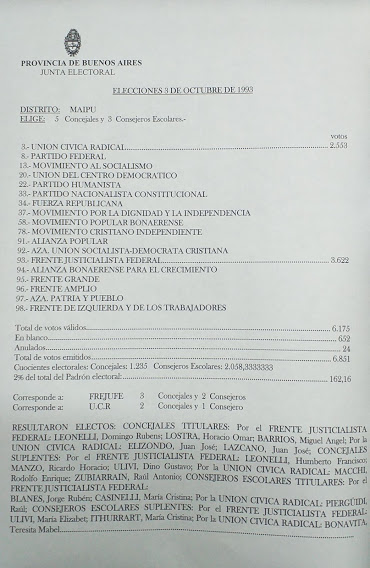 PROVINCIA DE BUENOS AIRES
JUNTA ELECTORAL
ELECCIONES 3 DE OCTUBRE DE 1993
DISTRITO: MAIPU
ELIGE: 5 Concejales y 3 Consejeros Escolares.-
votos
3.- UNION CIVICA RADICAL........ 2.553
8.- PARTIDO FEDERAL
13.- MOVIMIENTO AL SOCIALISMO
20.- UNION DEL CENTRO DEMOCRATICO
22.- PARTIDO HUMANISTA
33.- PARTIDO NACIONALISTA CONSTITUCIONAL
34.- FUERZA REPUBLICANA
37.- MOVIMIENTO POR LA DIGNIDAD Y LA INDEPENDENCIA
58.- MOVIMIENTO POPULAR BONAERENSE
78.- MOVIMIENTO CRISTIANO INDEPENDIENTE
91.- ALIANZA POPULAR
92.- AZA. UNION SOCIALISTA-DEMOCRATA CRISTIANA
93.- FRENTE JUSTICIALISTA FEDERAL........ 3.622
94.- ALIANZA BONAERENSE PARA EL CRECIMIENTO
95.- FRENTE GRANDE
96.- FRENTE AMPLIO
97.- AZA. PATRIA Y PUEBLO
98.- FRENTE DE IZQUIERDA Y DE LOS TRABAJADORES
Total de votos válidos........ 6.175
En blanco........ 652
Anulados........ 24
Total de votos emitidos........ 6.851
Cuocientes electorales: Concejales: 1.235 Consejeros Escolares: 2.058,3333333
2% del total del Padrón electoral:........ 162,16
Corresponde a: FREJUFE 3 Concejales y 2 Consejeros
Corresponde a: U.C.R 2 Concejales y 1 Consejero
RESULTARON ELECTOS: CONCEJALES TITULARES: Por el FRENTE JUSTICIALISTA
FEDERAL: LEONELLI, Domingo Rubens; LOSTRA, Horacio Omar; BARRIOS, Miguel Angel; Por la
UNION CIVICA RADICAL: ELIZONDO, Juan José; LAZCANO, Juan José; CONCEJALES
SUPLENTES: Por el FRENTE JUSTICIALISTA FEDERAL: LEONELLI, Humberto Francisco;
MANZO, Ricardo Horacio; ULIVI, Dino Gustavo; Por la UNION CIVICA RADICAL: MACCHI,
Rodolfo Enrique; ZUBIARRAIN, Raúl Antonio; CONSEJEROS ESCOLARES TITULARES: Por el
FRENTE JUSTICIALISTA FEDERAL:
BLANES, Jorge Rubén; CASINELLI, María Cristina; Por la UNION CIVICA RADICAL: PIERGÜIDI,
Raúl; CONSEJEROS ESCOLARES SUPLENTES: Por el FRENTE JUSTICIALISTA FEDERAL:
ULIVI, María Elizabet; ITHURRART, María Cristina; Por la UNION CIVICA RADICAL: BONAVITA,
Teresita Mabel........